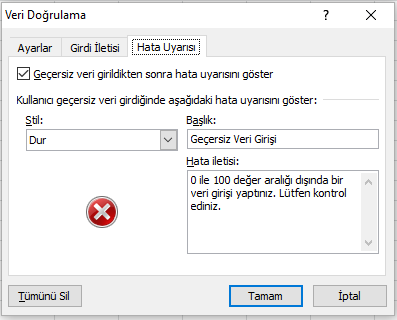 Veri Doğrulama
Ayarlar
Girdi İletisi
Hata Uyarısı
Geçersiz veri girildikten sonra hata uyarısını göster
Kullanıcı geçersiz veri girdiğinde aşağıdaki hata uyarısını göster:
Stil:
Başlık:
Dur
Geçersiz Veri Girişi
Hata iletisi:
0 ile 100 değer aralığı dışında bir
veri girişi yaptınız. Lütfen kontrol
ediniz.
Tümünü Sil
Tamam
İptal